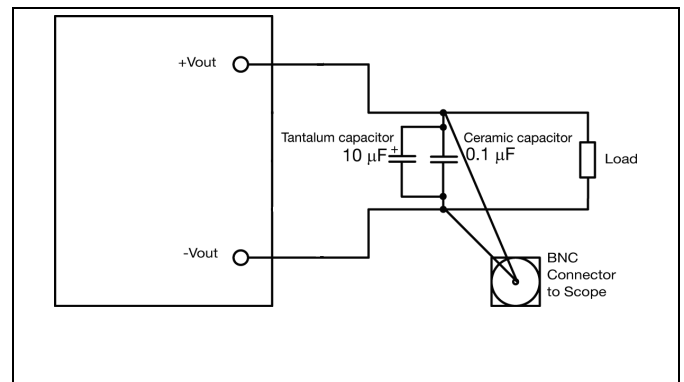 +Vout
Tantalum capacitor
10 µF
+
Ceramic capacitor
0.1 µF
Load
-Vout
BNC
Connector
to Scope